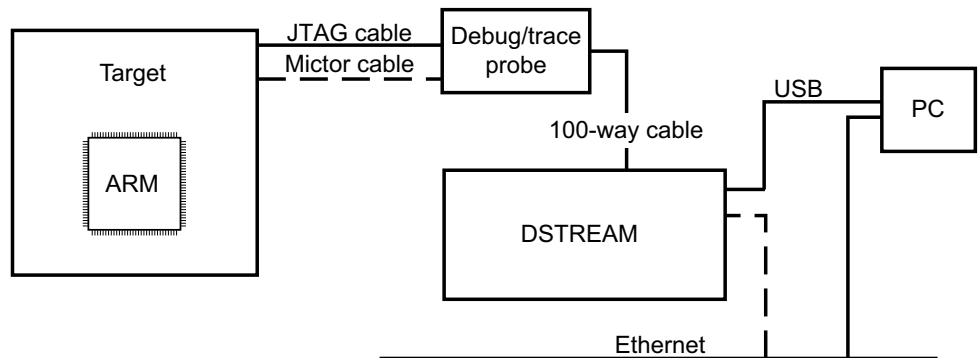 JTAG cable
Mictor cable
Target
ARM
Debug/trace
probe
100-way cable
USB
PC
DSTREAM
Ethernet